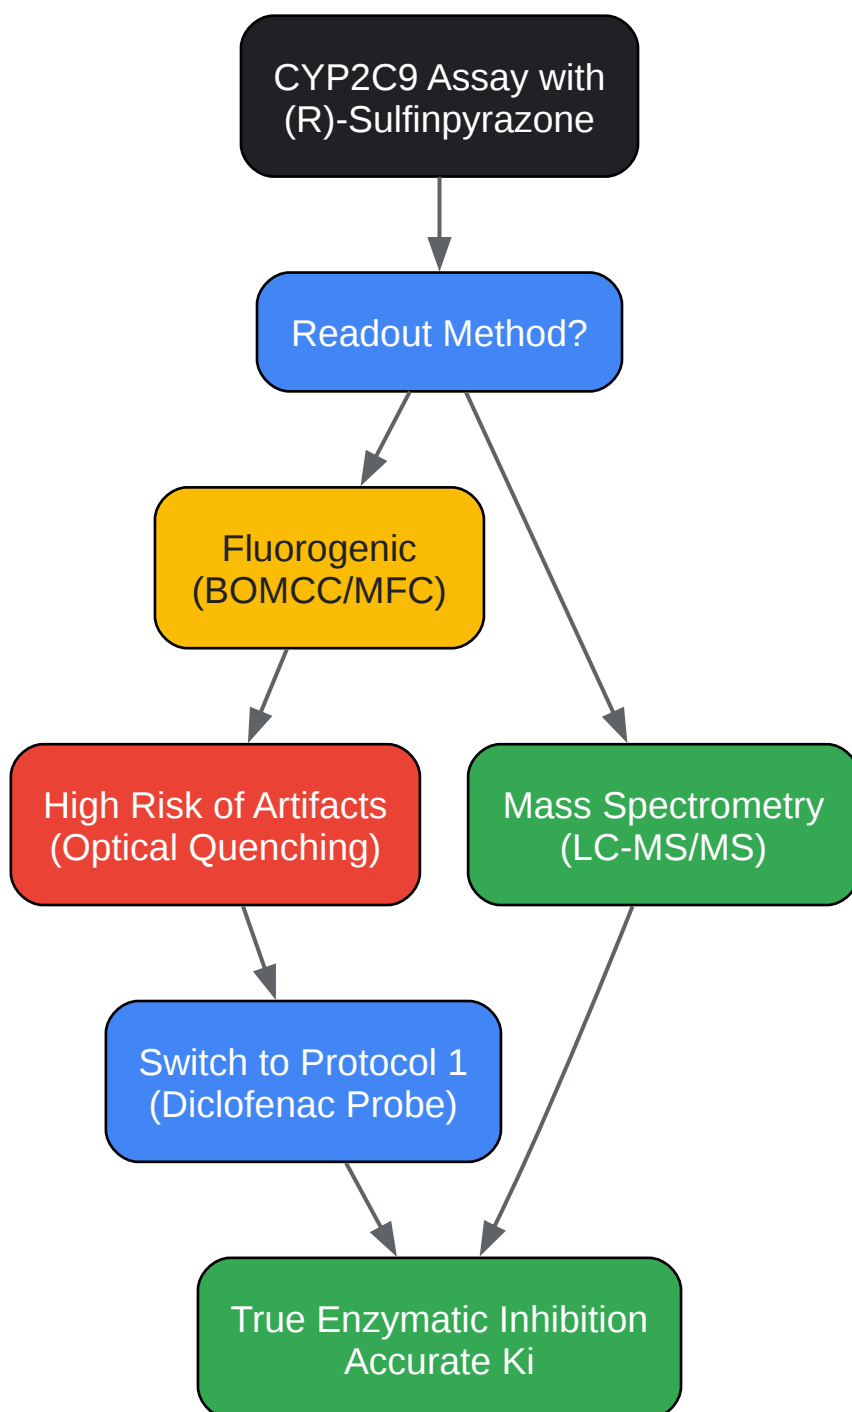 CYP2C9 Assay with
(R)-Sulfinpyrazone
Readout Method?
Fluorogenic
(BOMCC/MFC)
High Risk of Artifacts
(Optical Quenching)
Mass Spectrometry
(LC-MS/MS)
Switch to Protocol 1
(Diclofenac Probe)
True Enzymatic Inhibition
Accurate Ki